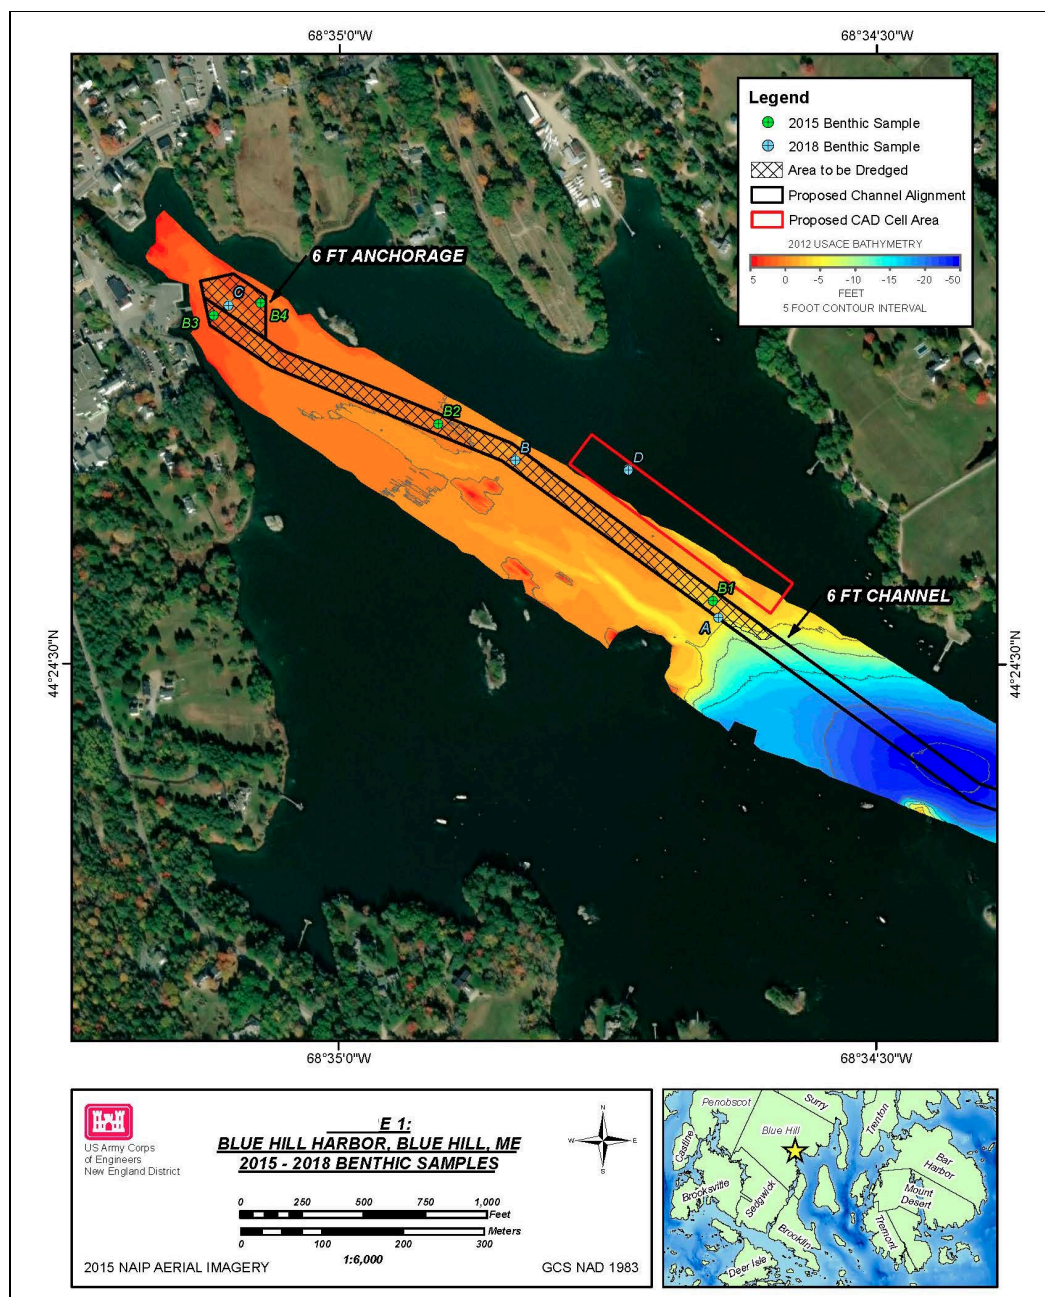 68°35'0"W
68°34'30"W
Legend
2015 Benthic Sample
2018 Benthic Sample
Area to be Dredged
Proposed Channel Alignment
Proposed CAD Cell Area
2012 USACE BATHYMETRY
5 0 -5 -10 -15 -20 -50
FEET
5 FOOT CONTOUR INTERVAL
6 FT ANCHORAGE
C
B4
B3
B2
B
D
B1
A
6 FT CHANNEL
44°24'30"N
44°24'30"N
68°35'0"W
68°34'30"W
US Army Corps
of Engineers
New England District
E 1:
BLUE HILL HARBOR, BLUE HILL, ME
2015 - 2018 BENTHIC SAMPLES
N
W E
S
0 250 500 750 1,000
Feet
Meters
0 100 200 300
1:6,000
2015 NAIP AERIAL IMAGERY
GCS NAD 1983
Penobscot
Surry
Trenton
Blue Hill
Castine
Bar Harbor
Brooksville
Sedgwick
Mount Desert
Tremont
Brooklin
Deer Isle